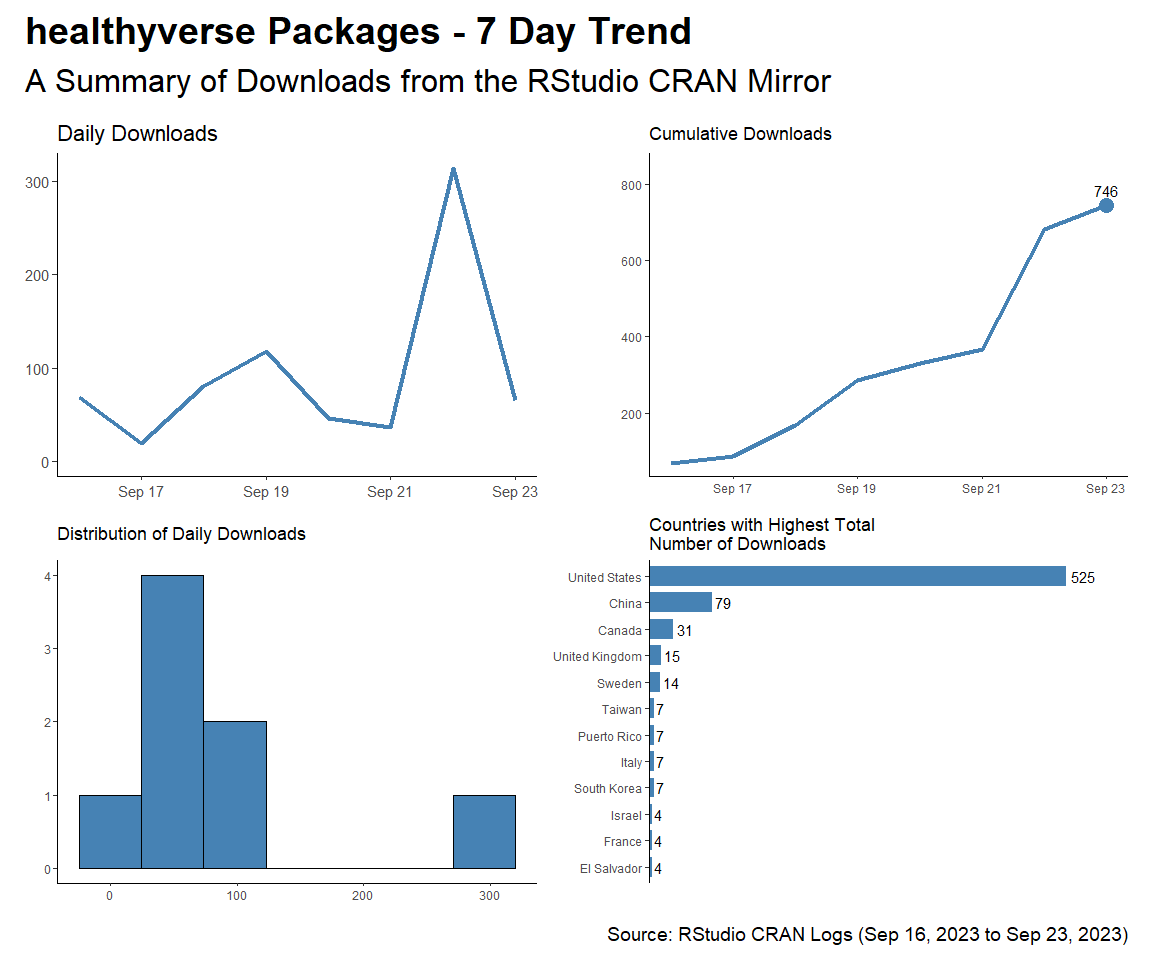 healthyverse Packages - 7 Day Trend
A Summary of Downloads from the RStudio CRAN Mirror
Daily Downloads
300
200
100
0
Sep 17 Sep 19 Sep 21 Sep 23
Cumulative Downloads
800
600
400
200
746
Sep 17 Sep 19 Sep 21 Sep 23
Distribution of Daily Downloads
4
3
2
1
0
0 100 200 300
Countries with Highest Total
Number of Downloads
United States 525
China 79
Canada 31
United Kingdom 15
Sweden 14
Taiwan 7
Puerto Rico 7
Italy 7
South Korea 7
Israel 4
France 4
El Salvador 4
Source: RStudio CRAN Logs (Sep 16, 2023 to Sep 23, 2023)